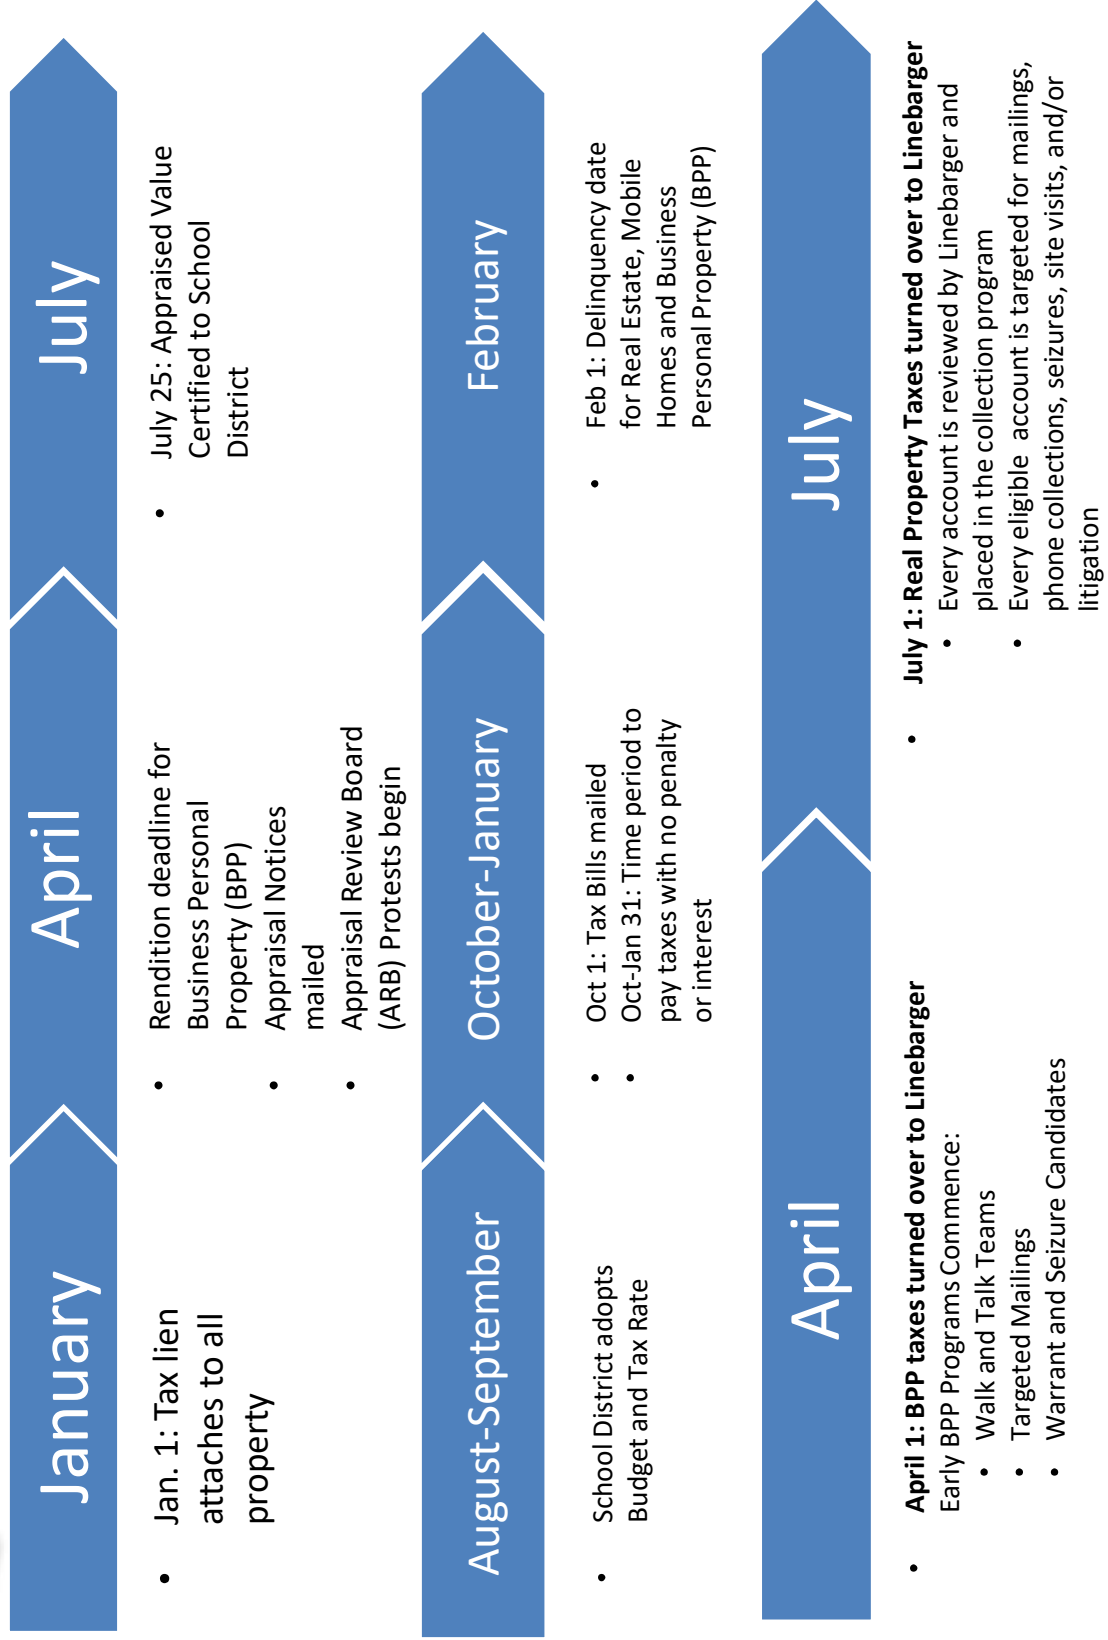 January
April
July
Jan. 1: Tax lien
attaches to all
property
Rendition deadline for
Business Personal
Property (BPP)
Appraisal Notices
mailed
Appraisal Review Board
(ARB) Protests begin
July 25: Appraised Value
Certified to School
District
August-September
October-January
February
School District adopts
Budget and Tax Rate
Oct 1: Tax Bills mailed
Oct-Jan 31: Time period to
pay taxes with no penalty
or interest
Feb 1: Delinquency date
for Real Estate, Mobile
Homes and Business
Personal Property (BPP)
April
July
April 1: BPP taxes turned over to Linebarger
Early BPP Programs Commence:
Walk and Talk Teams
Targeted Mailings
Warrant and Seizure Candidates
July 1: Real Property Taxes turned over to Linebarger
Every account is reviewed by Linebarger and
placed in the collection program
Every eligible account is targeted for mailings,
phone collections, seizures, site visits, and/or
litigation